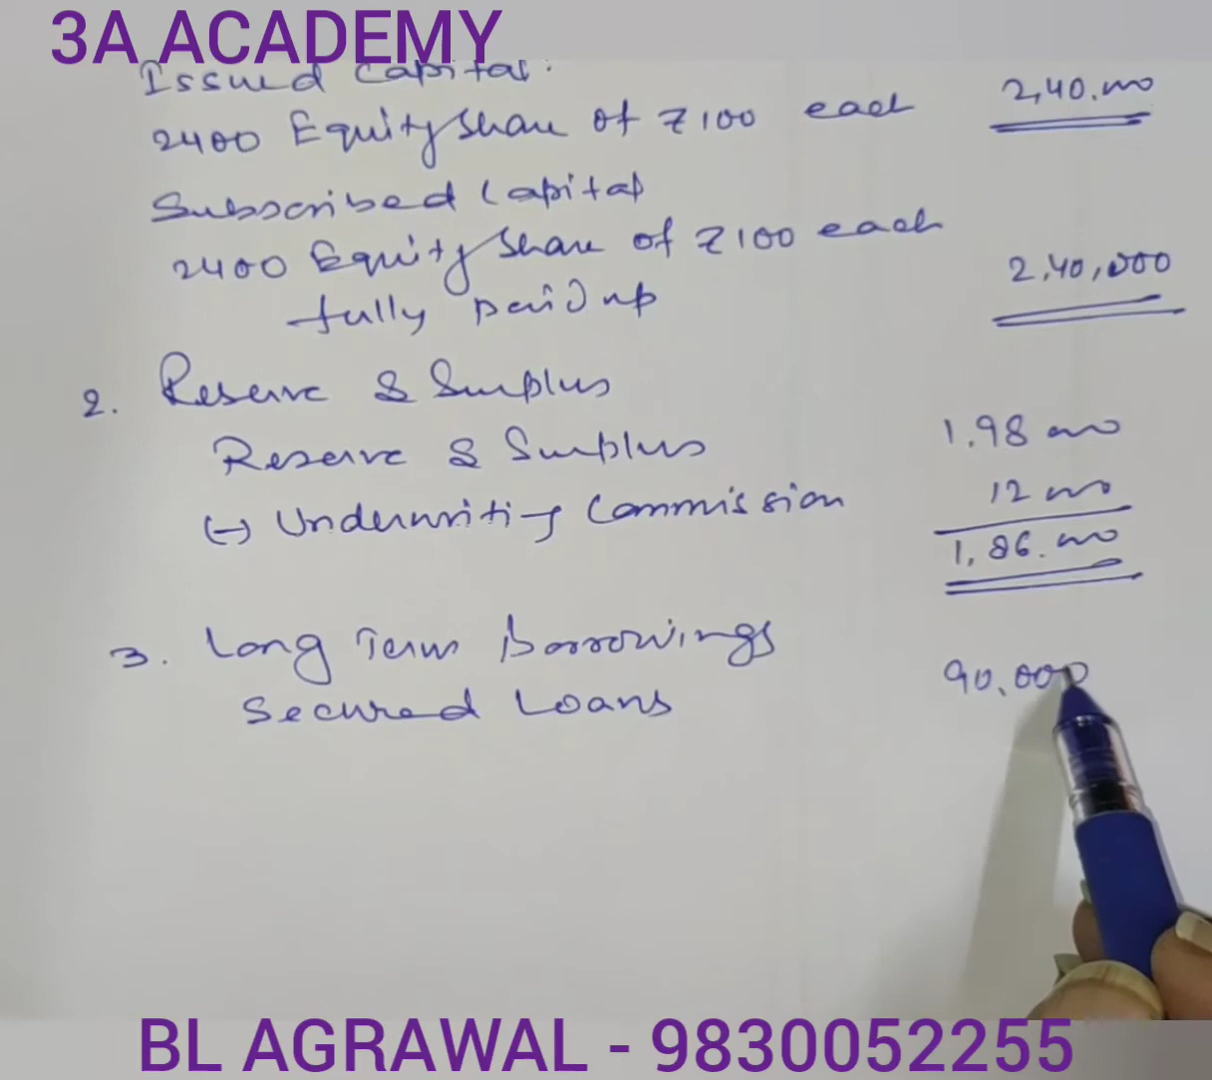 3A ACADEMY
Issued Capital:
2400 Equity Share of ₹100 each 2,40.000
Subscribed Capital
2400 Equity Share of ₹100 each
fully paid up 2,40,000
2. Reserve & Surplus
Reserve & Surplus 1.98 000
(-) Underwriting Commission 12 000
1,86.000
3. Long Term Borrowings
Secured Loans 90,000
BL AGRAWAL - 9830052255